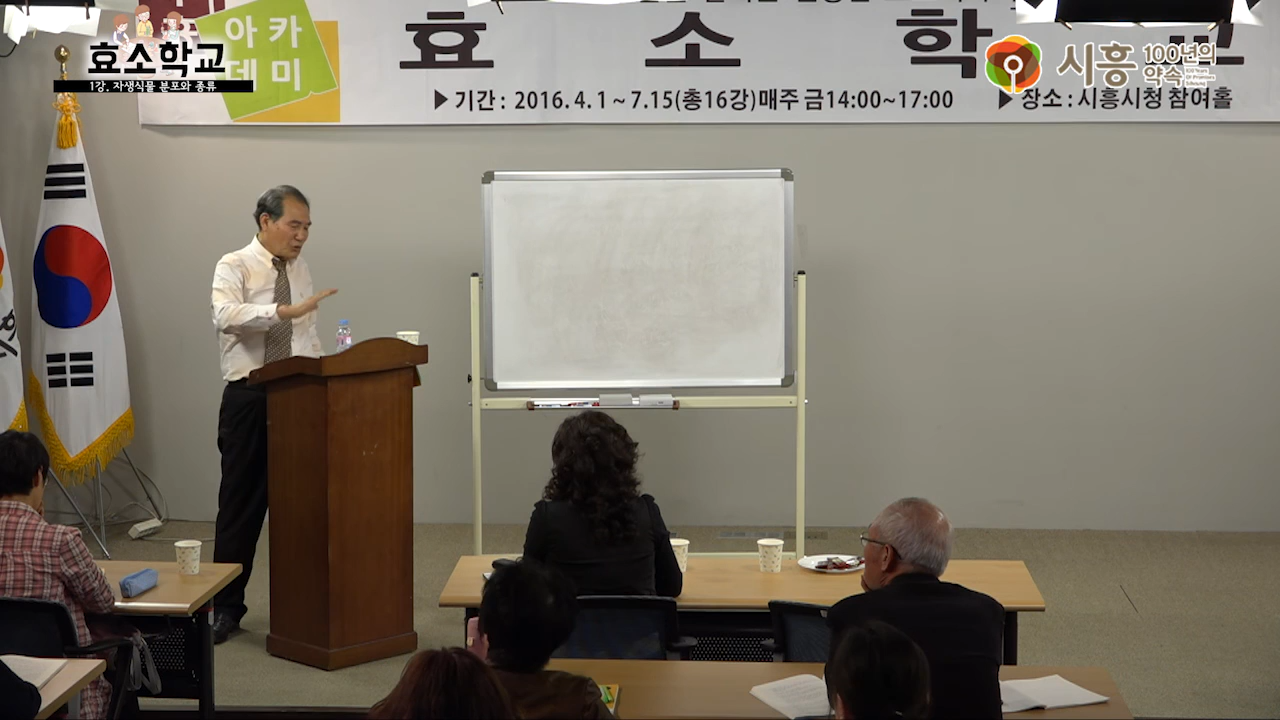 효소학교
1강. 자생식물 분포와 종류
아카
데미
효 소 학 교
▶기간 : 2016. 4. 1 ~ 7.15(총16강)매주 금14:00~17:00
▶장소 : 시흥시청 참여홀
시흥 100년의
약속